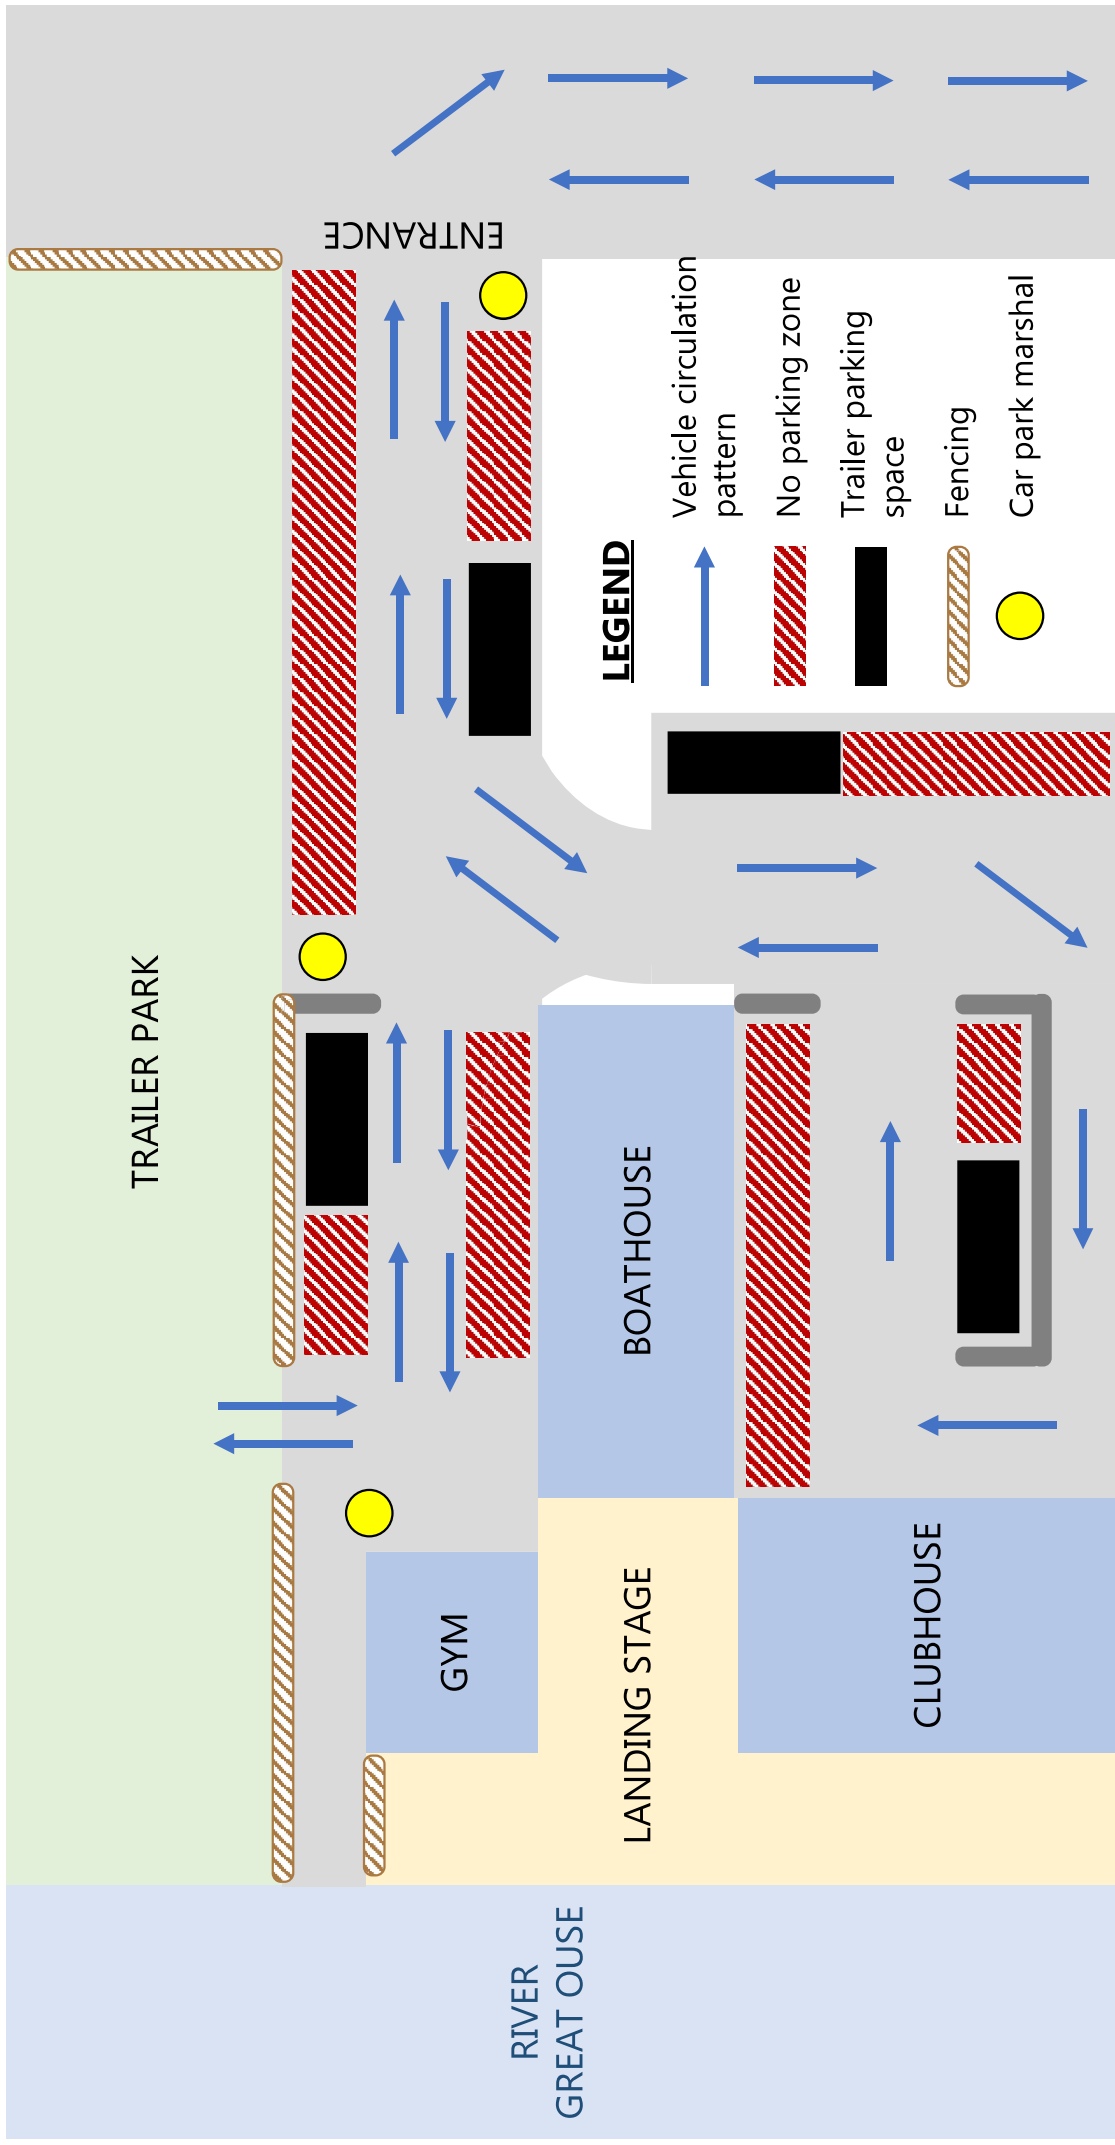 ENTRANCE
TRAILER PARK
LEGEND
Vehicle circulation
pattern
No parking zone
Trailer parking
space
Fencing
Car park marshal
BOATHOUSE
GYM
LANDING STAGE
CLUBHOUSE
RIVER
GREAT OUSE